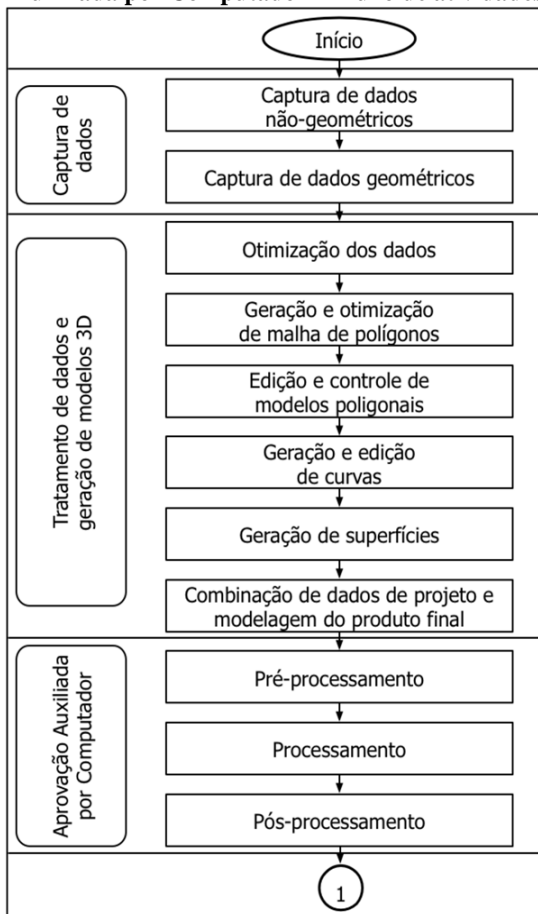 Início
Captura de
dados
Captura de dados
não-geométricos
Captura de dados geométricos
Tratamento de dados e
geração de modelos 3D
Otimização dos dados
Geração e otimização
de malha de polígonos
Edição e controle de
modelos poligonais
Geração e edição
de curvas
Geração de superfícies
Combinação de dados de projeto e
modelagem do produto final
Aprovação Auxiliada
por Computador
Pré-processamento
Processamento
Pós-processamento
1